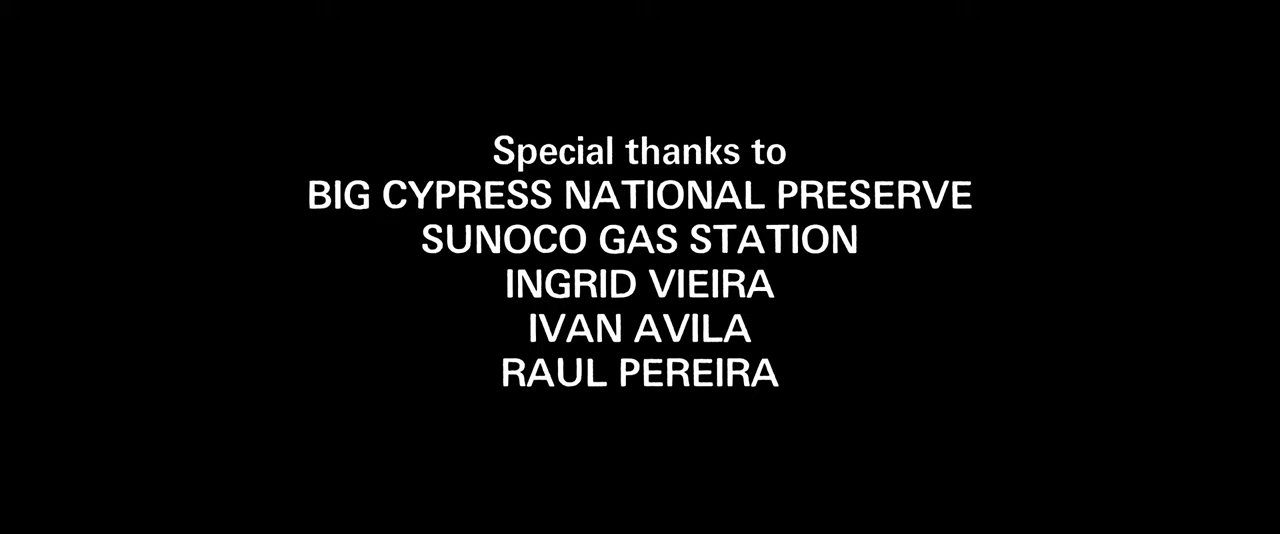 Special thanks to
BIG CYPRESS NATIONAL PRESERVE
SUNOCO GAS STATION
INGRID VIEIRA
IVAN AVILA
RAUL PEREIRA